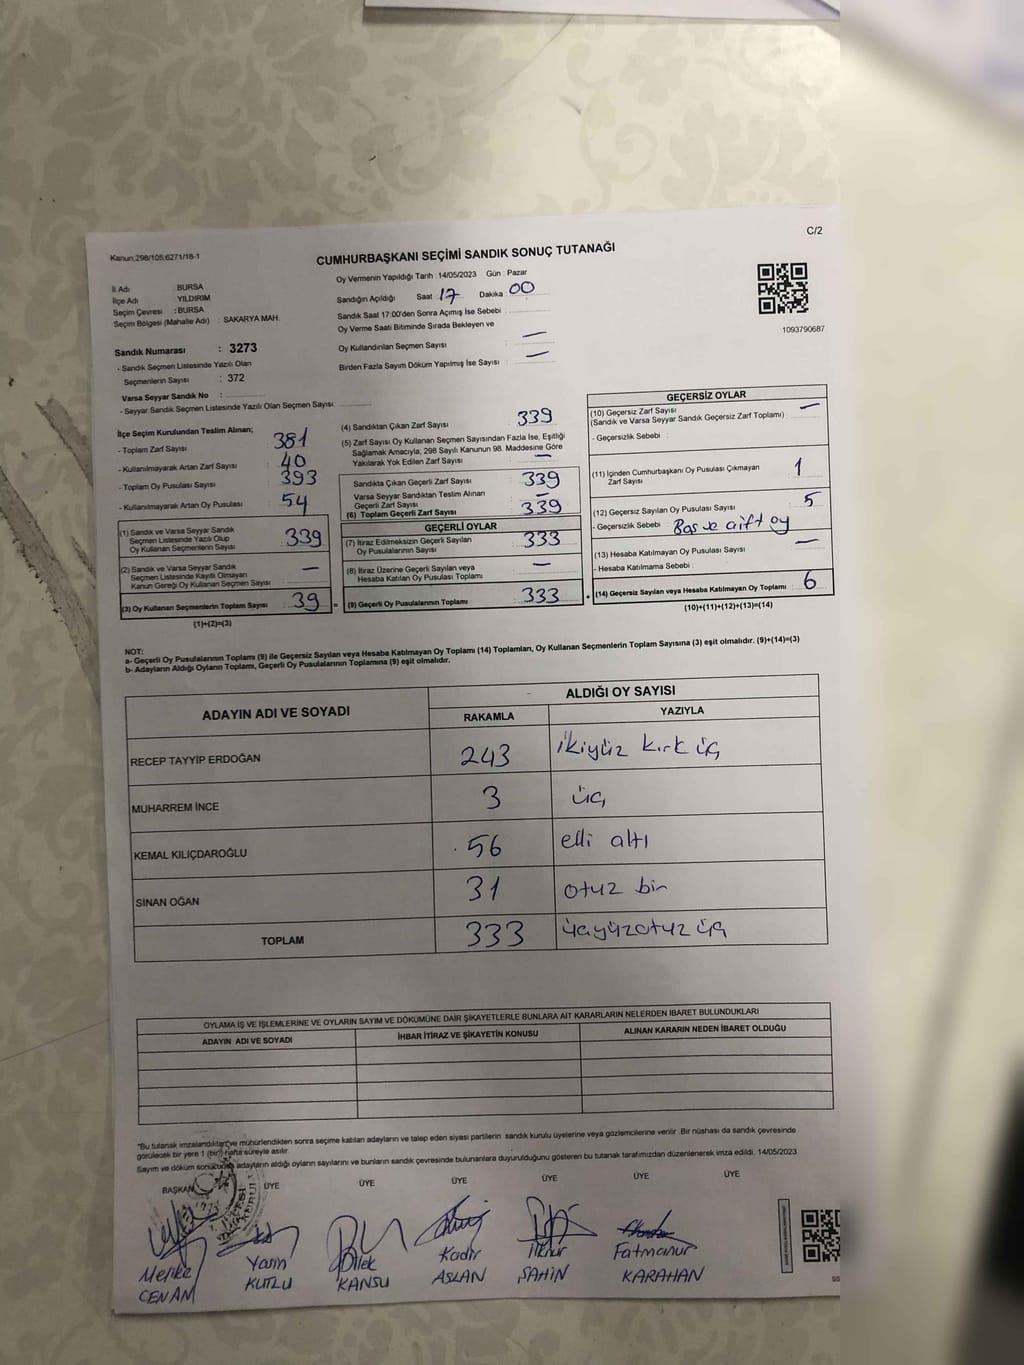 C/2
Kanun;298/105;6271/18-1
CUMHURBAŞKANI SEÇİMİ SANDIK SONUÇ TUTANAĞI
Oy Vermenin Yapıldığı Tarih : 14/05/2023 Gün : Pazar
İl Adı BURSA
İlçe Adı YILDIRIM
Seçim Çevresi : BURSA
Seçim Bölgesi (Mahalle Adı) : SAKARYA MAH.
Sandığın Açıldığı Saat 17 Dakika 00
Sandık Saat 17:00'den Sonra Açımış İse Sebebi
Oy Verme Saati Bitiminde Sırada Bekleyen ve
Oy Kullandırılan Seçmen Sayısı : —
Birden Fazla Sayım Döküm Yapılmış İse Sayısı : —
1093790687
Sandık Numarası : 3273
- Sandık Seçmen Listesinde Yazılı Olan
Seçmenlerin Sayısı : 372
Varsa Seyyar Sandık No :
- Seyyar Sandık Seçmen Listesinde Yazılı Olan Seçmen Sayısı:
İlçe Seçim Kurulundan Teslim Alınan;
- Toplam Zarf Sayısı : 381
- Kullanılmayarak Artan Zarf Sayısı : 40
- Toplam Oy Pusulası Sayısı : 393
- Kullanılmayarak Artan Oy Pusulası : 54
(1) Sandık ve Varsa Seyyar Sandık
Seçmen Listesinde Yazılı Olup
Oy Kullanan Seçmenlerin Sayısı : 339
(2) Sandık ve Varsa Seyyar Sandık
Seçmen Listesinde Kayıtlı Olmayan
Kanun Gereği Oy Kullanan Seçmen Sayısı : —
(3) Oy Kullanan Seçmenlerin Toplam Sayısı : 39
(1)+(2)=(3)
(4) Sandıktan Çıkan Zarf Sayısı : 339
(5) Zarf Sayısı Oy Kullanan Seçmen Sayısından Fazla İse, Eşitliği
Sağlamak Amacıyla; 298 Sayılı Kanunun 98. Maddesine Göre
Yakılarak Yok Edilen Zarf Sayısı : —
Sandıkta Çıkan Geçerli Zarf Sayısı : 339
Varsa Seyyar Sandıktan Teslim Alınan
Geçerli Zarf Sayısı : —
(6) Toplam Geçerli Zarf Sayısı : 339
GEÇERLİ OYLAR
(7) İtiraz Edilmeksizin Geçerli Sayılan
Oy Pusulalarının Sayısı : 333
(8) İtiraz Üzerine Geçerli Sayılan veya
Hesaba Katılan Oy Pusulası Toplamı : —
= (9) Geçerli Oy Pusulalarının Toplamı : 333
GEÇERSİZ OYLAR
(10) Geçersiz Zarf Sayısı : —
(Sandık ve Varsa Seyyar Sandık Geçersiz Zarf Toplamı)
- Geçersizlik Sebebi :
(11) İçinden Cumhurbaşkanı Oy Pusulası Çıkmayan
Zarf Sayısı : 1
(12) Geçersiz Sayılan Oy Pusulası Sayısı : 5
- Geçersizlik Sebebi : Boş ve çift oy
(13) Hesaba Katılmayan Oy Pusulası Sayısı : —
- Hesaba Katılmama Sebebi :
+ (14) Geçersiz Sayılan veya Hesaba Katılmayan Oy Toplamı : 6
(10)+(11)+(12)+(13)=(14)
NOT:
a- Geçerli Oy Pusulalarının Toplamı (9) ile Geçersiz Sayılan veya Hesaba Katılmayan Oy Toplamı (14) Toplamları, Oy Kullanan Seçmenlerin Toplam Sayısına (3) eşit olmalıdır. (9)+(14)=(3)
b- Adayların Aldığı Oyların Toplamı, Geçerli Oy Pusulalarının Toplamına (9) eşit olmalıdır.
ADAYIN ADI VE SOYADI ALDIĞI OY SAYISI
RAKAMLA YAZIYLA
RECEP TAYYİP ERDOĞAN 243 ikiyüz kırk üç
MUHARREM İNCE 3 üç
KEMAL KILIÇDAROĞLU 56 elli altı
SİNAN OĞAN 31 otuz bir
TOPLAM 333 üçyüzotuz üç
OYLAMA İŞ VE İŞLEMLERİNE VE OYLARIN SAYIM VE DÖKÜMÜNE DAİR ŞİKAYETLERLE BUNLARA AİT KARARLARIN NELERDEN İBARET BULUNDUKLARI
ADAYIN ADI VE SOYADI İHBAR İTİRAZ VE ŞİKAYETİN KONUSU ALINAN KARARIN NEDEN İBARET OLDUĞU
*Bu tutanak imzalandıktan ve mühürlendikten sonra seçime katılan adayların ve talep eden siyasi partilerin sandık kurulu üyelerine veya gözlemcilerine verilir. Bir nüshası da sandık çevresinde
görülecek bir yere 1 (bir) hafta süreyle asılır.
Sayım ve döküm sonucunda adayların aldığı oyların sayılarını ve bunların sandık çevresinde bulunanlara duyurulduğunu gösteren bu tutanak tarafımızdan düzenlenerek imza edildi. 14/05/2023
BAŞKAN ÜYE ÜYE ÜYE ÜYE ÜYE ÜYE
Melike Yasin Dilek Kadir İlknur Fatmanur
CENAM KUTLU KANSU ASLAN ŞAHİN KARAHAN